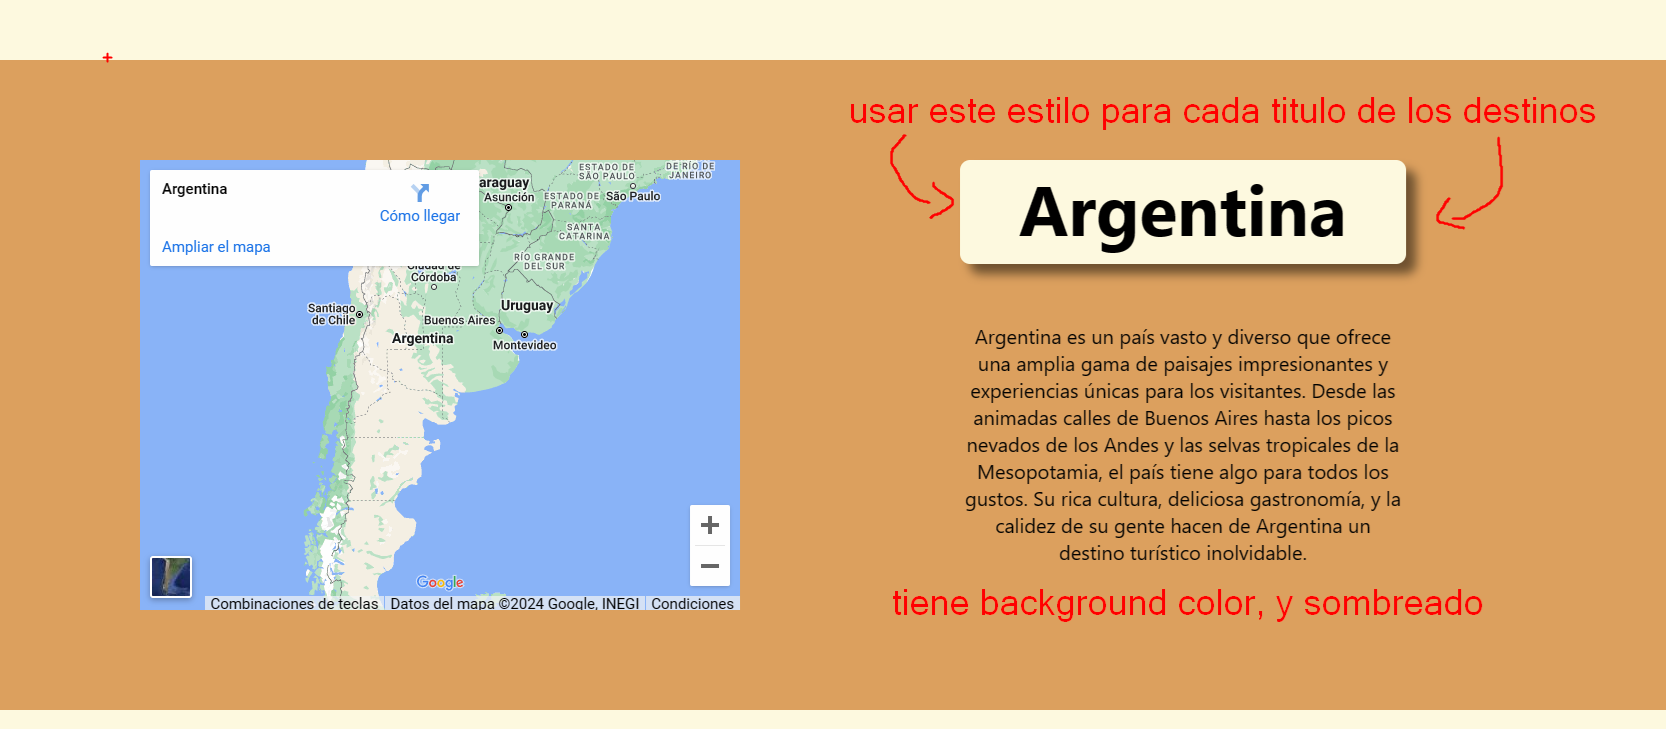 usar este estilo para cada titulo de los destinos
Argentina
Cómo llegar
Ampliar el mapa
araguay
Asunción
ESTADO DE
SÃO PAULO
DE RÍO DE
JANEIRO
ESTADO DE
PARANÁ
São Paulo
SANTA
CATARINA
RÍO GRANDE
DEL SUR
Ciudad de
Córdoba
Uruguay
Santiago
de Chile
Buenos Aires
Argentina
Montevideo
Google
Combinaciones de teclas
Datos del mapa ©2024 Google, INEGI
Condiciones
Argentina
Argentina es un país vasto y diverso que ofrece
una amplia gama de paisajes impresionantes y
experiencias únicas para los visitantes. Desde las
animadas calles de Buenos Aires hasta los picos
nevados de los Andes y las selvas tropicales de la
Mesopotamia, el país tiene algo para todos los
gustos. Su rica cultura, deliciosa gastronomía, y la
calidez de su gente hacen de Argentina un
destino turístico inolvidable.
tiene background color, y sombreado